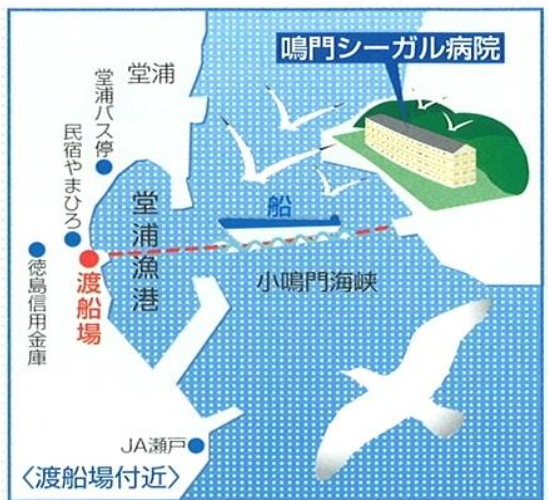 鳴門シーガル病院
堂浦
堂浦バス停
民宿やまひろ
堂浦漁港
船
渡船場
徳島信用金庫
小鳴門海峡
JA瀬戸
〈渡船場付近〉